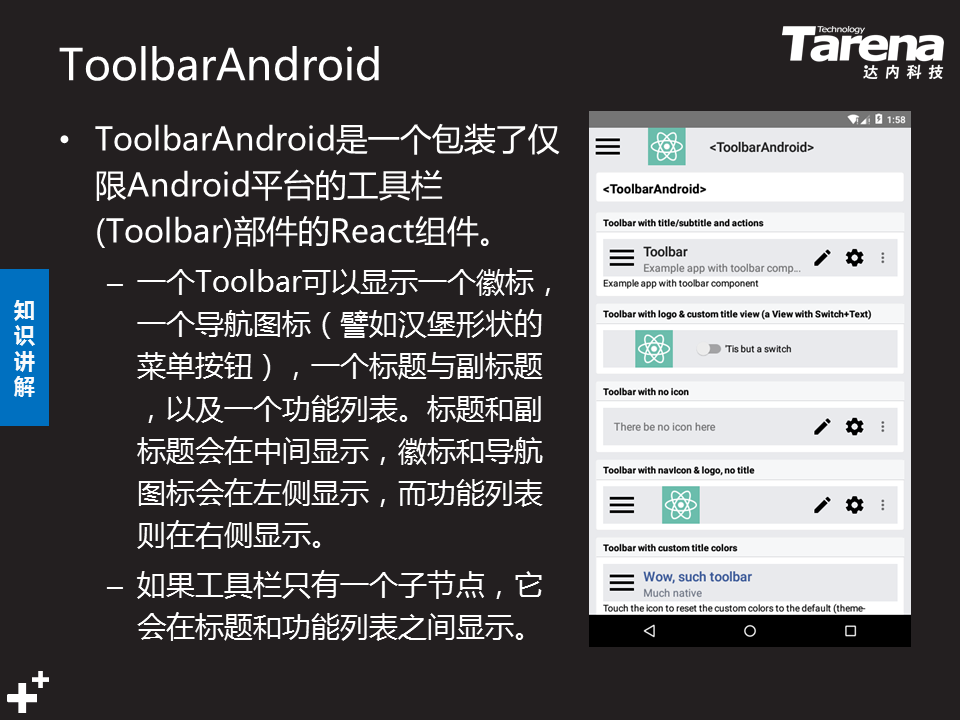 ToolbarAndroid
Technology
Tarena
达内科技
• ToolbarAndroid是一个包装了仅
限Android平台的工具栏
(Toolbar)部件的React组件。
– 一个Toolbar可以显示一个徽标，
一个导航图标（譬如汉堡形状的
菜单按钮），一个标题与副标题
，以及一个功能列表。标题和副
标题会在中间显示，徽标和导航
图标会在左侧显示，而功能列表
则在右侧显示。
– 如果工具栏只有一个子节点，它
会在标题和功能列表之间显示。
知
识
讲
解
1:58
<ToolbarAndroid>
<ToolbarAndroid>
Toolbar with title/subtitle and actions
Toolbar
Example app with toolbar comp...
Example app with toolbar component
Toolbar with logo & custom title view (a View with Switch+Text)
'Tis but a switch
Toolbar with no icon
There be no icon here
Toolbar with navIcon & logo, no title
Toolbar with custom title colors
Wow, such toolbar
Much native
Touch the icon to reset the custom colors to the default (theme-